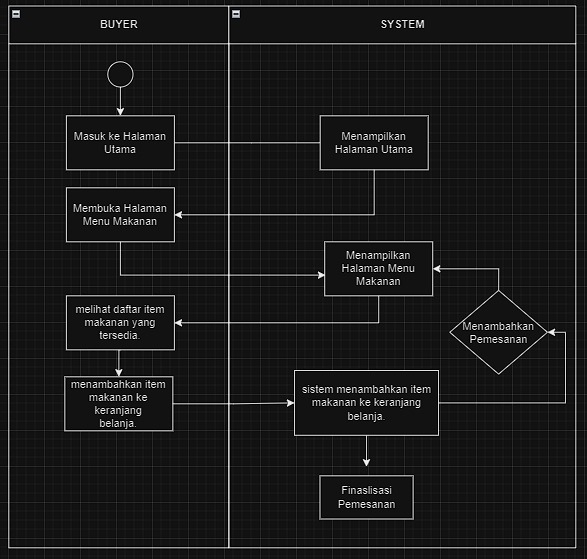 BUYER
SYSTEM
Masuk ke Halaman
Utama
Menampilkan
Halaman Utama
Membuka Halaman
Menu Makanan
Menampilkan
Halaman Menu
Makanan
melihat daftar item
makanan yang
tersedia.
Menambahkan
Pemesanan
menambahkan item
makanan ke
keranjang
belanja.
sistem menambahkan item
makanan ke keranjang
belanja.
Finaslisasi
Pemesanan